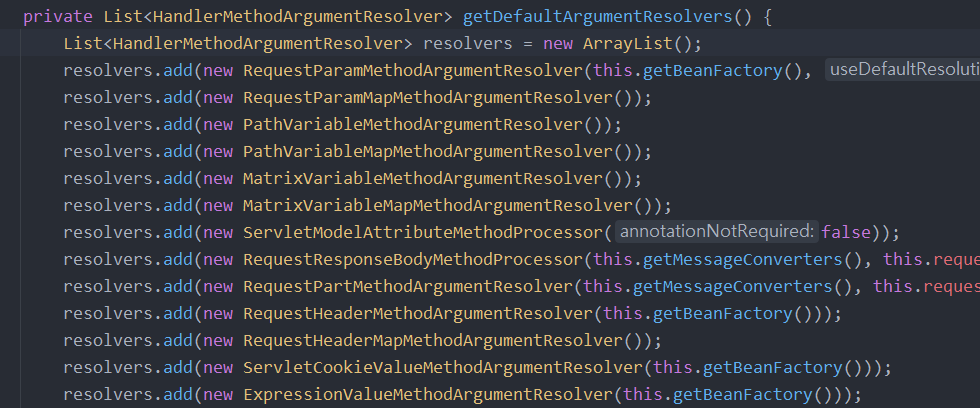 private List<HandlerMethodArgumentResolver> getDefaultArgumentResolvers() {
List<HandlerMethodArgumentResolver> resolvers = new ArrayList();
resolvers.add(new RequestParamMethodArgumentResolver(this.getBeanFactory(), useDefaultResoluti
resolvers.add(new RequestParamMapMethodArgumentResolver());
resolvers.add(new PathVariableMethodArgumentResolver());
resolvers.add(new PathVariableMapMethodArgumentResolver());
resolvers.add(new MatrixVariableMethodArgumentResolver());
resolvers.add(new MatrixVariableMapMethodArgumentResolver());
resolvers.add(new ServletModelAttributeMethodProcessor( annotationNotRequired: false));
resolvers.add(new RequestResponseBodyMethodProcessor(this.getMessageConverters(), this.reque
resolvers.add(new RequestPartMethodArgumentResolver(this.getMessageConverters(), this.reques
resolvers.add(new RequestHeaderMethodArgumentResolver(this.getBeanFactory()));
resolvers.add(new RequestHeaderMapMethodArgumentResolver());
resolvers.add(new ServletCookieValueMethodArgumentResolver(this.getBeanFactory()));
resolvers.add(new ExpressionValueMethodArgumentResolver(this.getBeanFactory()));